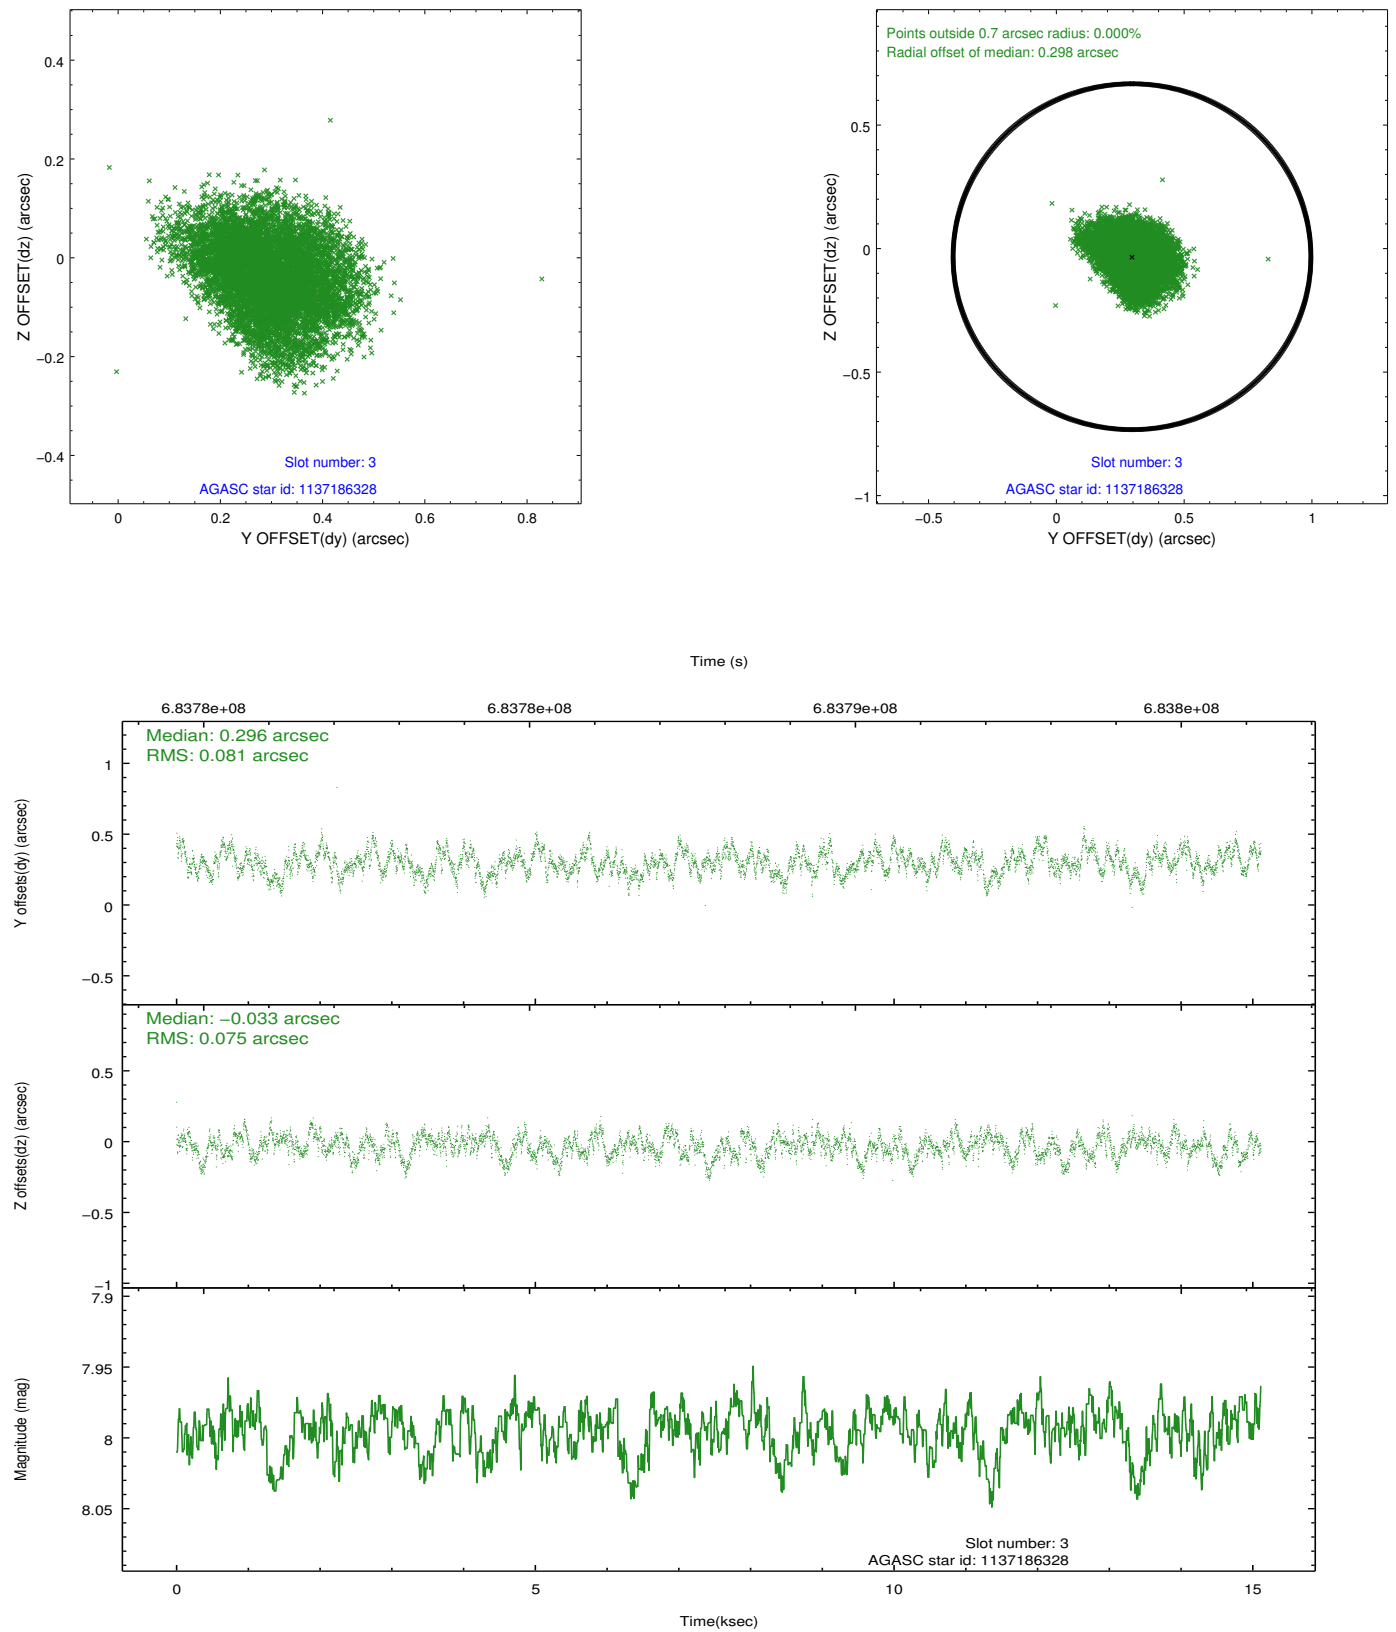 0.4
0.2
0
−0.2
−0.4
Z OFFSET(dz) (arcsec)
Slot number: 3
AGASC star id: 1137186328
0 0.2 0.4 0.6 0.8
Y OFFSET(dy) (arcsec)
Points outside 0.7 arcsec radius: 0.000%
Radial offset of median: 0.298 arcsec
0.5
0
−0.5
−1
Z OFFSET(dz) (arcsec)
Slot number: 3
AGASC star id: 1137186328
−0.5 0 0.5 1
Y OFFSET(dy) (arcsec)
Time (s)
6.8378e+08 6.8378e+08 6.8379e+08 6.838e+08
Median: 0.296 arcsec
RMS: 0.081 arcsec
1
0.5
0
−0.5
Y offsets(dy) (arcsec)
Median: −0.033 arcsec
RMS: 0.075 arcsec
0.5
0
−0.5
−1
Z offsets(dz) (arcsec)
7.9
7.95
8
8.05
Magnitude (mag)
Slot number: 3
AGASC star id: 1137186328
0 5 10 15
Time(ksec)